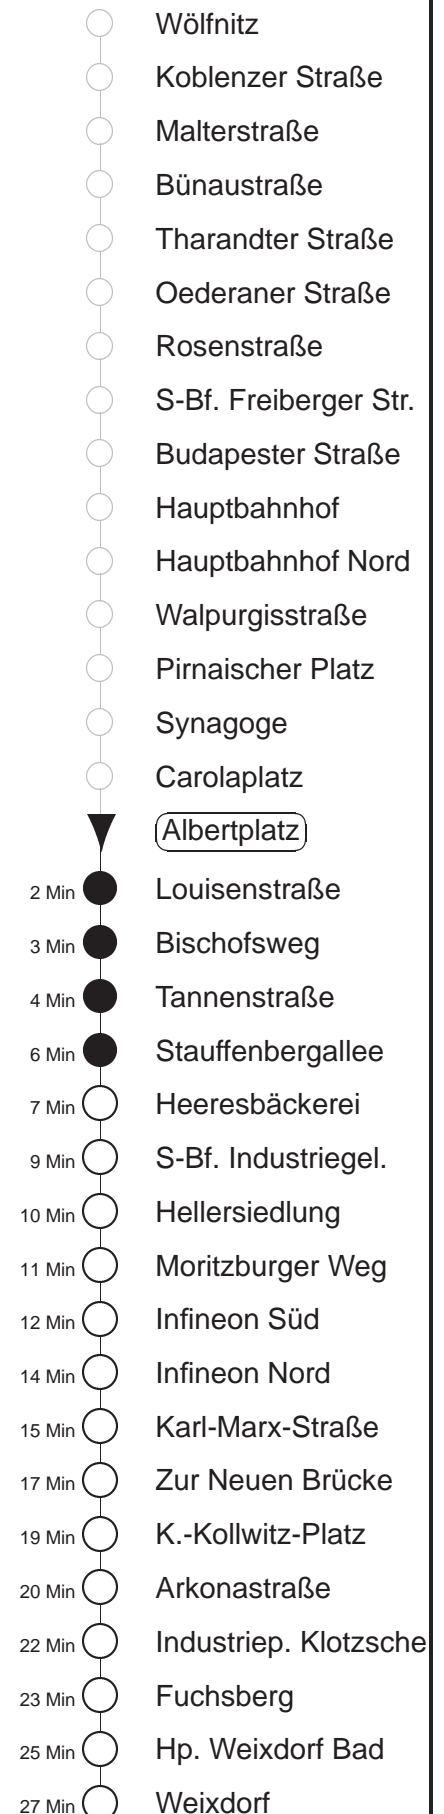 Wölfnitz
Koblenzer Straße
Malterstraße
Bünaustraße
Tharandter Straße
Oederaner Straße
Rosenstraße
S-Bf. Freiberger Str.
Budapester Straße
Hauptbahnhof
Hauptbahnhof Nord
Walpurgisstraße
Pirnaischer Platz
Synagoge
Carolaplatz
Albertplatz
2 Min Louisenstraße
3 Min Bischofsweg
4 Min Tannenstraße
6 Min Stauffenbergallee
7 Min Heeresbäckerei
9 Min S-Bf. Industriegel.
10 Min Hellersiedlung
11 Min Moritzburger Weg
12 Min Infineon Süd
14 Min Infineon Nord
15 Min Karl-Marx-Straße
17 Min Zur Neuen Brücke
19 Min K.-Kollwitz-Platz
20 Min Arkonastraße
22 Min Industriep. Klotzsche
23 Min Fuchsberg
25 Min Hp. Weixdorf Bad
27 Min Weixdorf